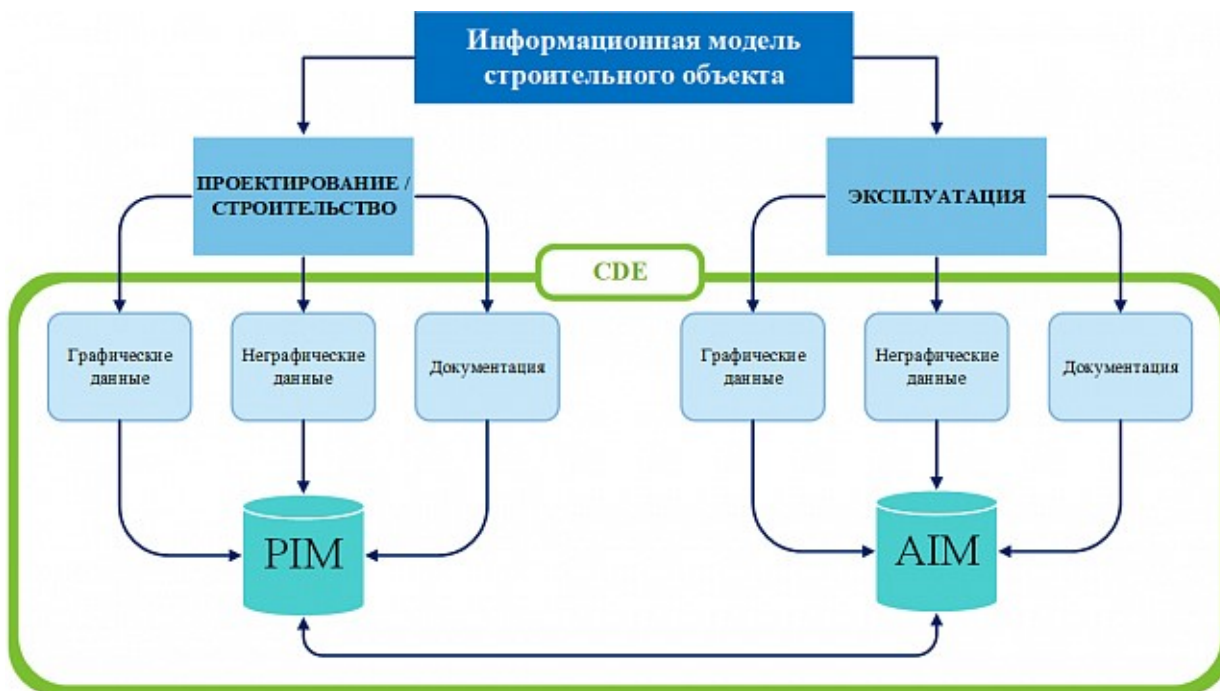 Информационная модель
строительного объекта
ПРОЕКТИРОВАНИЕ /
СТРОИТЕЛЬСТВО
ЭКСПЛУАТАЦИЯ
CDE
Графические
данные
Неграфические
данные
Документация
Графические
данные
Неграфические
данные
Документация
PIM
AIM